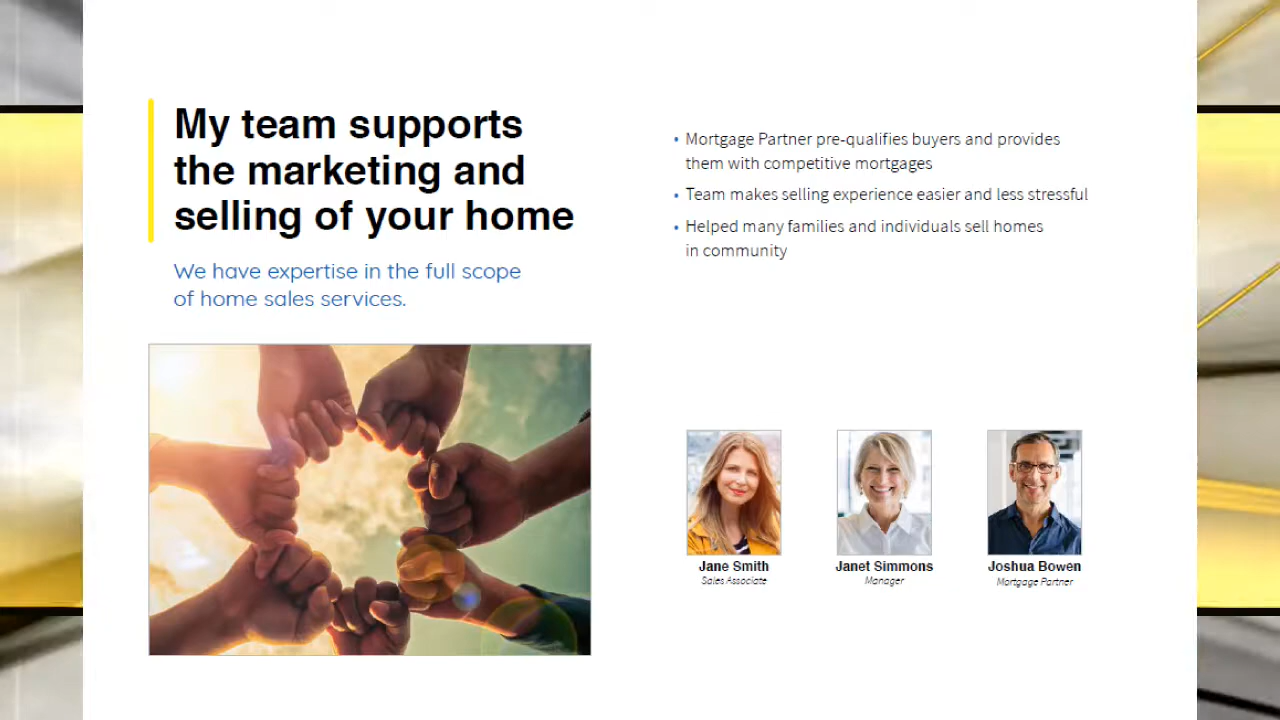 My team supports
the marketing and
selling of your home
We have expertise in the full scope
of home sales services.
• Mortgage Partner pre-qualifies buyers and provides
them with competitive mortgages
• Team makes selling experience easier and less stressful
• Helped many families and individuals sell homes
in community
Jane Smith
Sales Associate
Janet Simmons
Manager
Joshua Bowen
Mortgage Partner